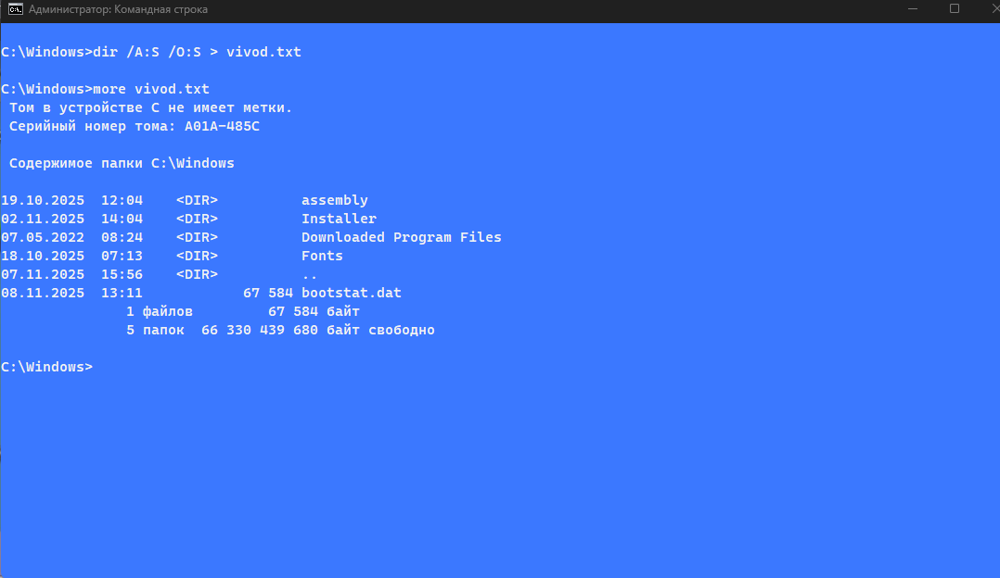 Администратор: Командная строка
C:\Windows>dir /A:S /O:S > vivod.txt
C:\Windows>more vivod.txt
Том в устройстве C не имеет метки.
Серийный номер тома: A01A-485C
Содержимое папки C:\Windows
19.10.2025  12:04    <DIR>          assembly
02.11.2025  14:04    <DIR>          Installer
07.05.2022  08:24    <DIR>          Downloaded Program Files
18.10.2025  07:13    <DIR>          Fonts
07.11.2025  15:56    <DIR>          ..
08.11.2025  13:11            67 584 bootstat.dat
1 файлов         67 584 байт
5 папок  66 330 439 680 байт свободно
C:\Windows>